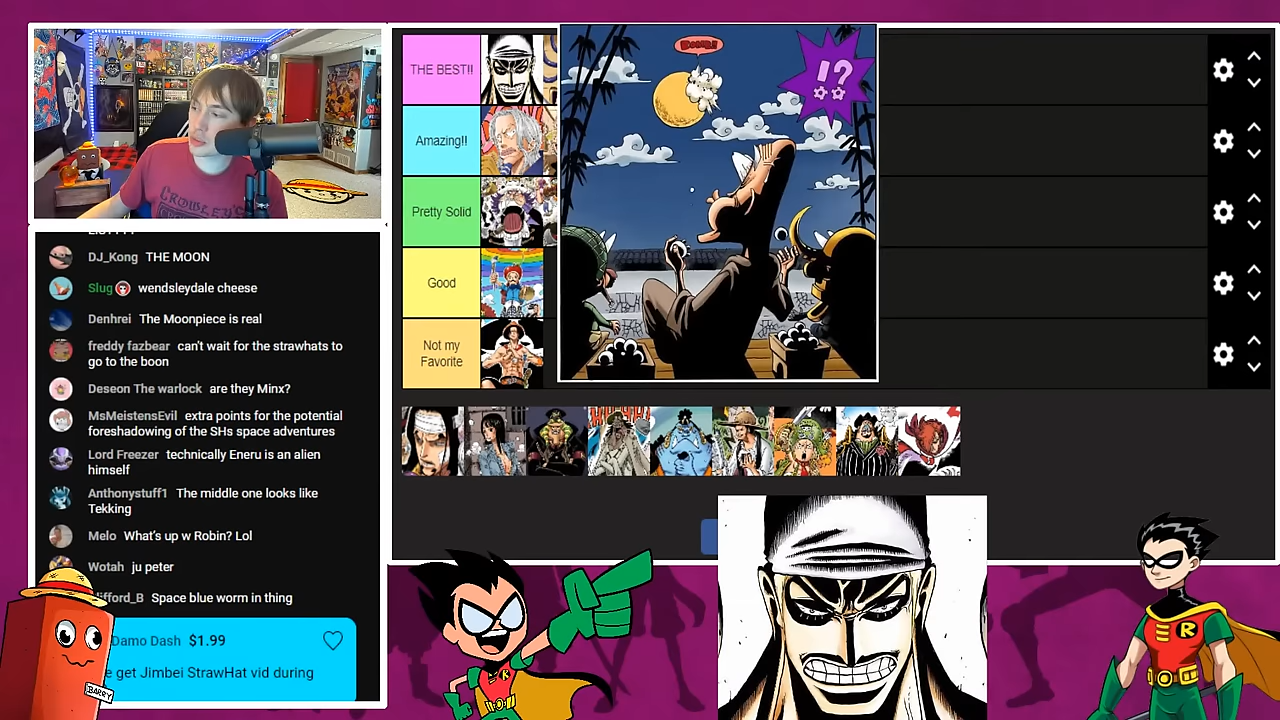 CROWLEY'S
DJ_Kong THE MOON
Slug wendsleydale cheese
Denhrei The Moonpiece is real
freddy fazbear can't wait for the strawhats to
go to the boon
Deseon The warlock are they Minx?
MsMeistensEvil extra points for the potential
foreshadowing of the SHs space adventures
Lord Freezer technically Eneru is an alien
himself
Anthonystuff1 The middle one looks like
Tekking
Melo What's up w Robin? Lol
Wotah ju peter
lifford_B Space blue worm in thing
Damo Dash $1.99
e get Jimbei StrawHat vid during
BARRY
THE BEST!!
Amazing!!
Pretty Solid
Good
Not my
Favorite
!?
R
R